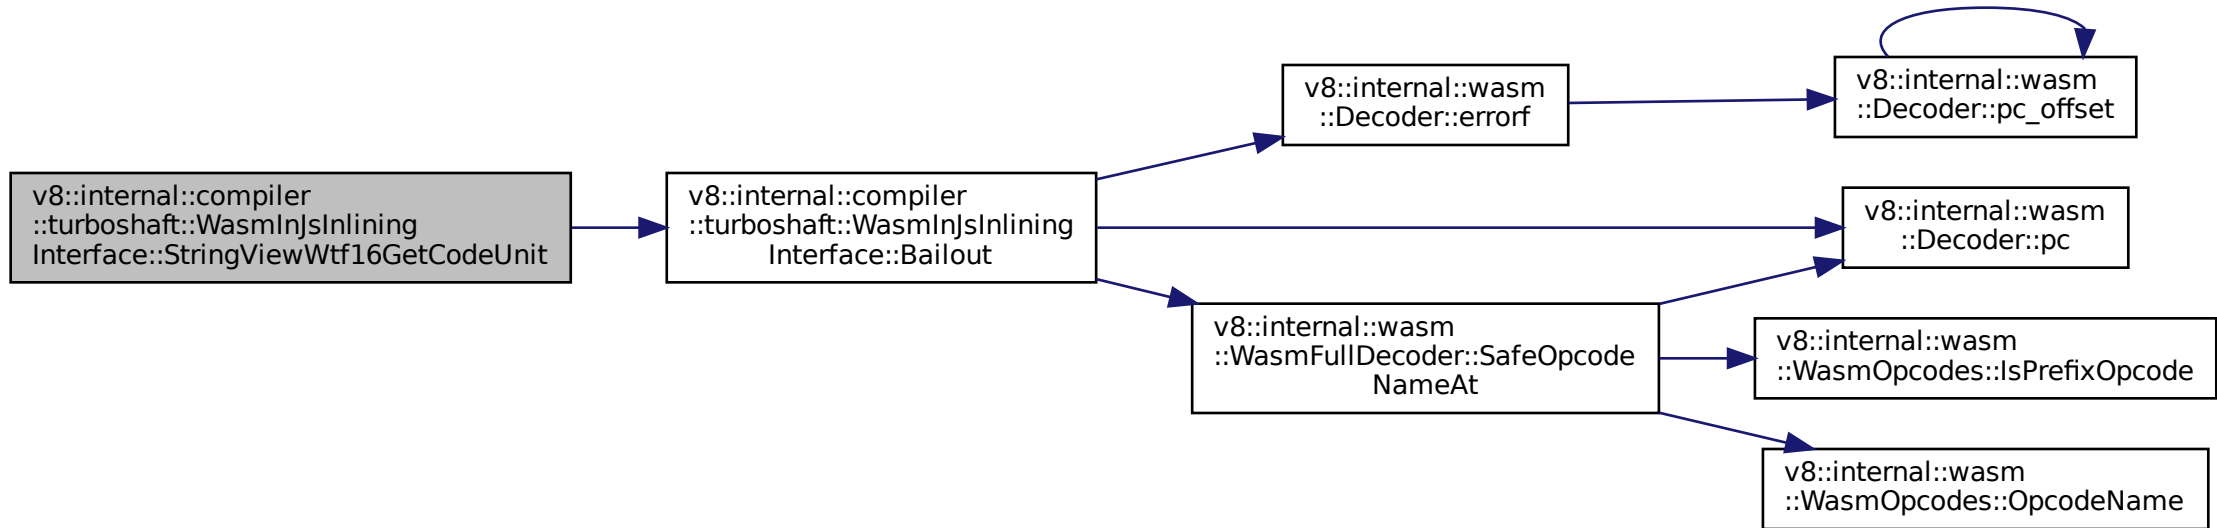 v8::internal::compiler
::turboshaft::WasmInJsInlining
Interface::StringViewWtf16GetCodeUnit
v8::internal::compiler
::turboshaft::WasmInJsInlining
Interface::Bailout
v8::internal::wasm
::Decoder::errorf
v8::internal::wasm
::Decoder::pc_offset
v8::internal::wasm
::Decoder::pc
v8::internal::wasm
::WasmFullDecoder::SafeOpcode
NameAt
v8::internal::wasm
::WasmOpcodes::IsPrefixOpcode
v8::internal::wasm
::WasmOpcodes::OpcodeName